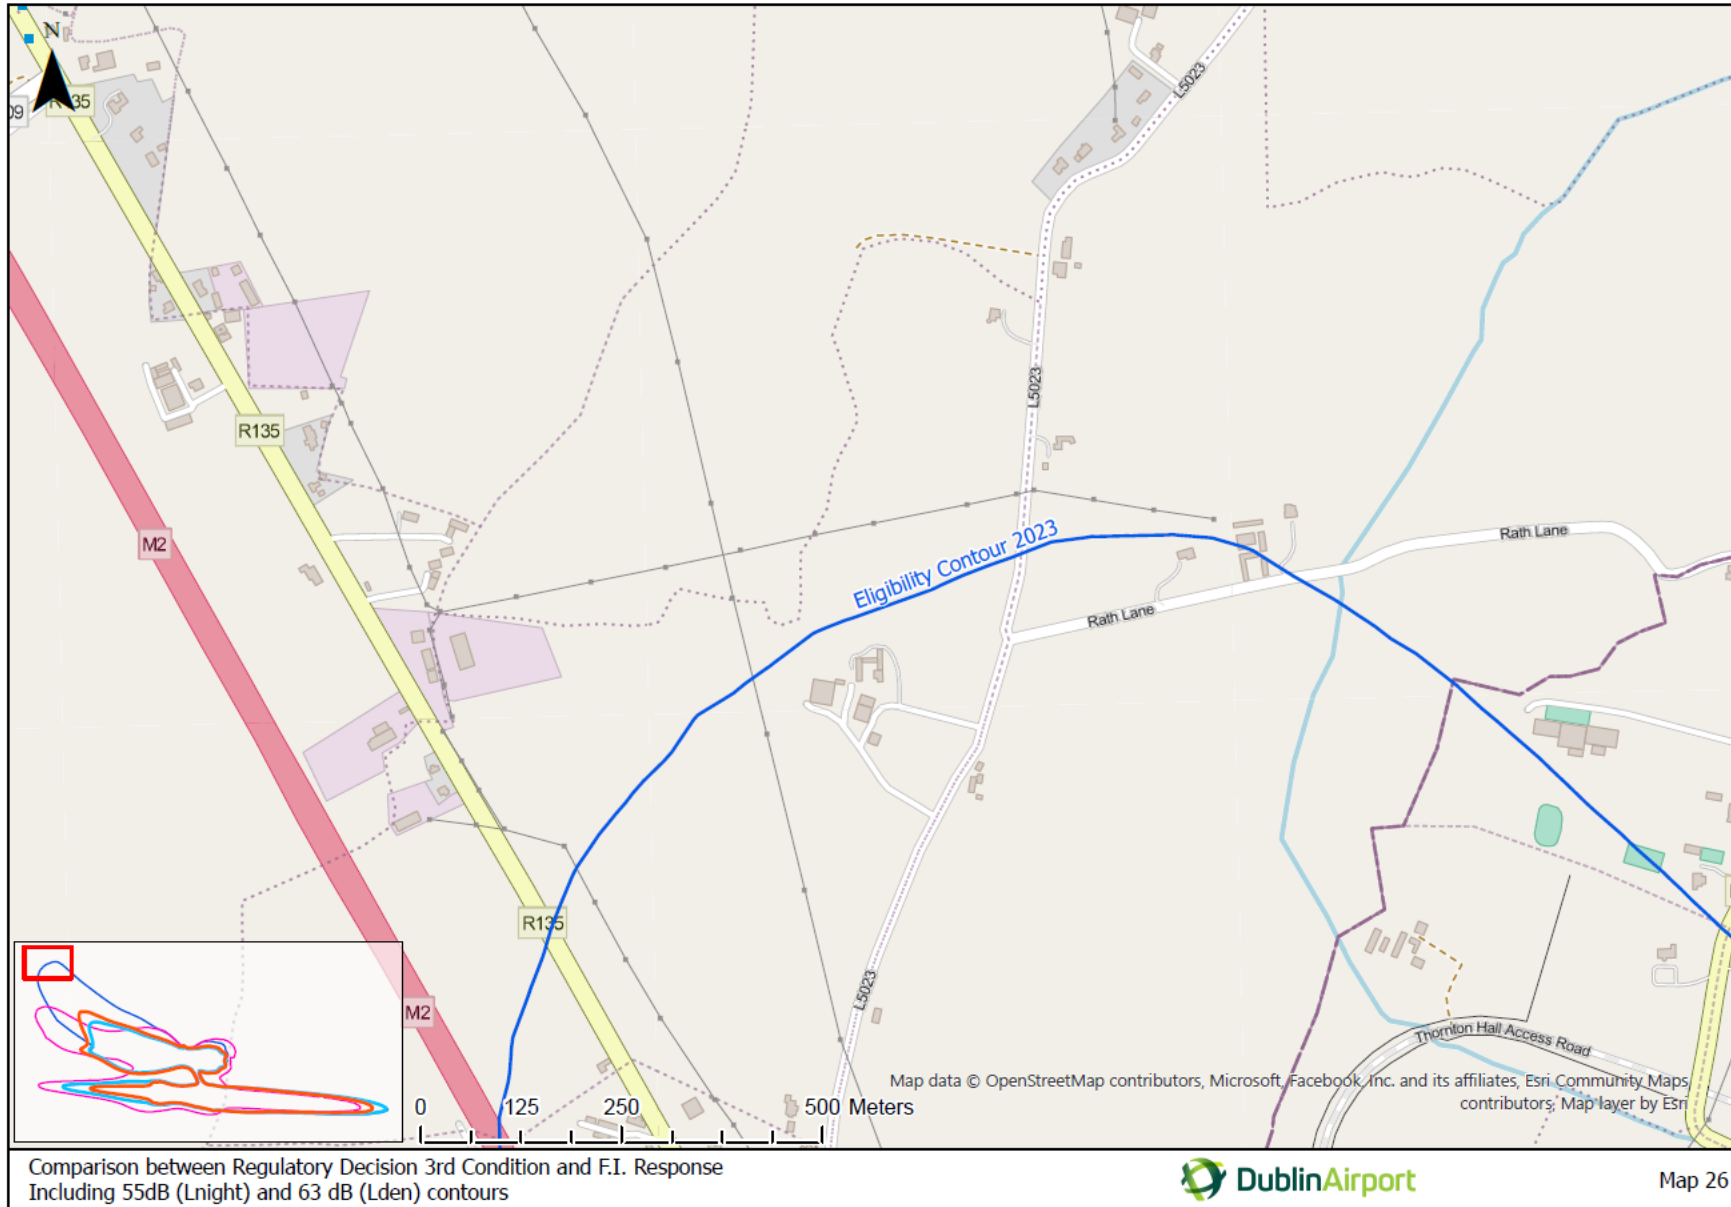 N
R135
09
L5023
L5023
R135
M2
Eligibility Contour 2023
Rath Lane
Rath Lane
R135
M2
L5023
Thornton Hall Access Road
Map data © OpenStreetMap contributors, Microsoft, Facebook, Inc. and its affiliates, Esri Community Maps
contributors, Map layer by Esri
0 125 250 500 Meters
Comparison between Regulatory Decision 3rd Condition and F.I. Response
Including 55dB (Lnight) and 63 dB (Lden) contours
DublinAirport
Map 26